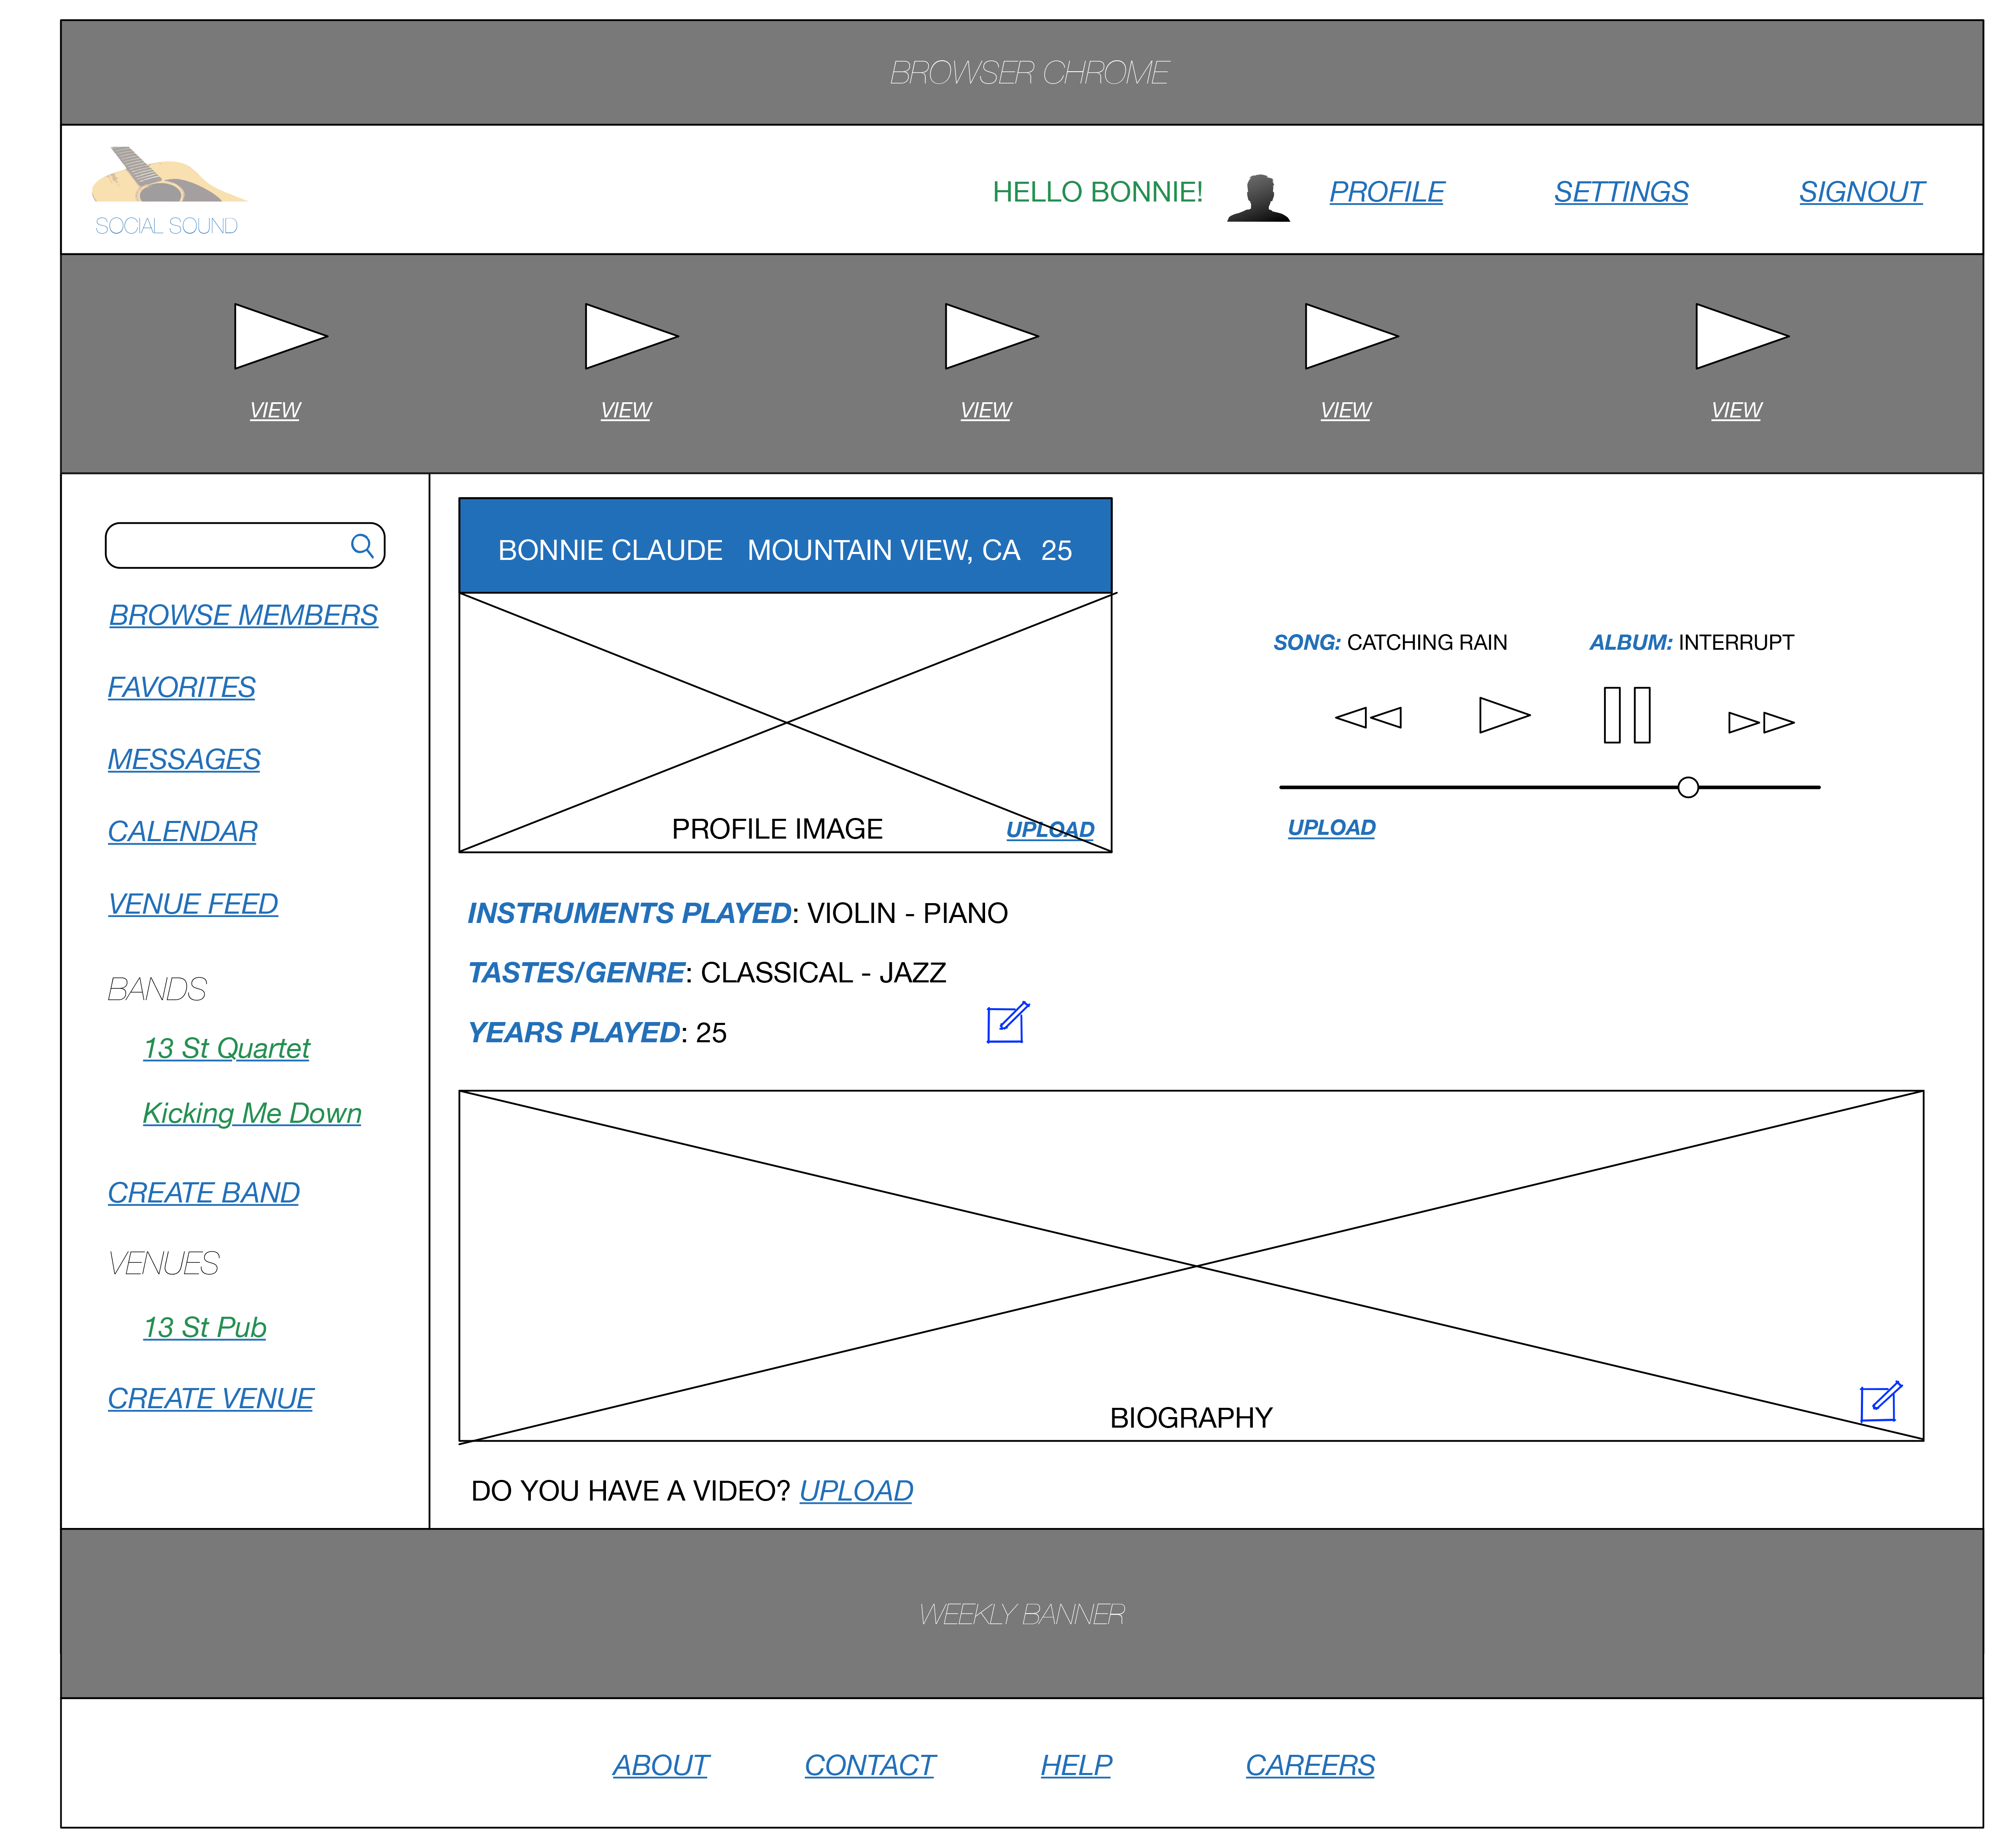 BROWSER CHROME
SOCIAL SOUND
HELLO BONNIE! PROFILE SETTINGS SIGNOUT
VIEW VIEW VIEW VIEW VIEW
BROWSE MEMBERS
FAVORITES
MESSAGES
CALENDAR
VENUE FEED
BANDS
13 St Quartet
Kicking Me Down
CREATE BAND
VENUES
13 St Pub
CREATE VENUE
BONNIE CLAUDE MOUNTAIN VIEW, CA 25
PROFILE IMAGE UPLOAD
SONG: CATCHING RAIN ALBUM: INTERRUPT
UPLOAD
INSTRUMENTS PLAYED: VIOLIN - PIANO
TASTES/GENRE: CLASSICAL - JAZZ
YEARS PLAYED: 25
BIOGRAPHY
DO YOU HAVE A VIDEO? UPLOAD
WEEKLY BANNER
ABOUT CONTACT HELP CAREERS